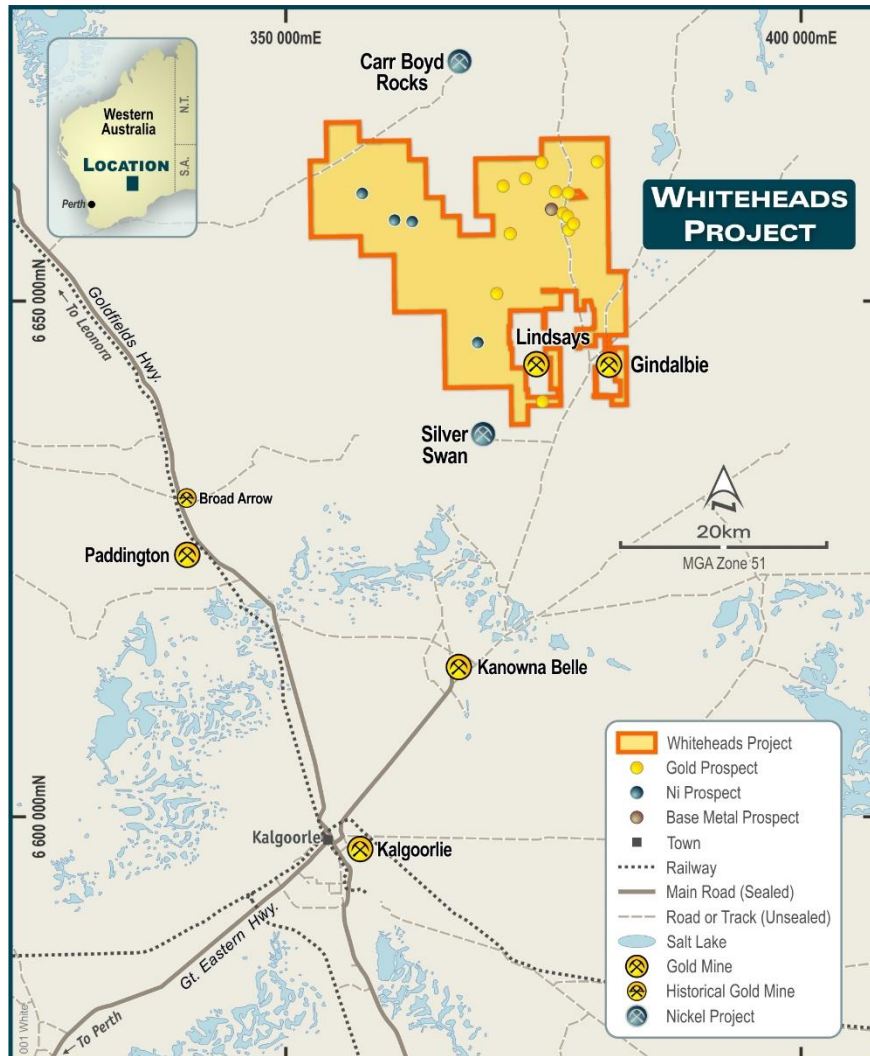 350 000mE
400 000mE
Carr Boyd
Rocks
Western
Australia
N.T.
S.A.
LOCATION
Perth
WHITEHEADS
PROJECT
6 650 000mN
Goldfields Hwy.
To Leonora
Lindsays
Gindalbie
Silver
Swan
Broad Arrow
Paddington
20km
MGA Zone 51
Kanowna Belle
6 600 000mN
Kalgoorle
Kalgoorlie
Gt. Eastern Hwy.
To Perth
001 White
Whiteheads Project
Gold Prospect
Ni Prospect
Base Metal Prospect
Town
Railway
Main Road (Sealed)
Road or Track (Unsealed)
Salt Lake
Gold Mine
Historical Gold Mine
Nickel Project